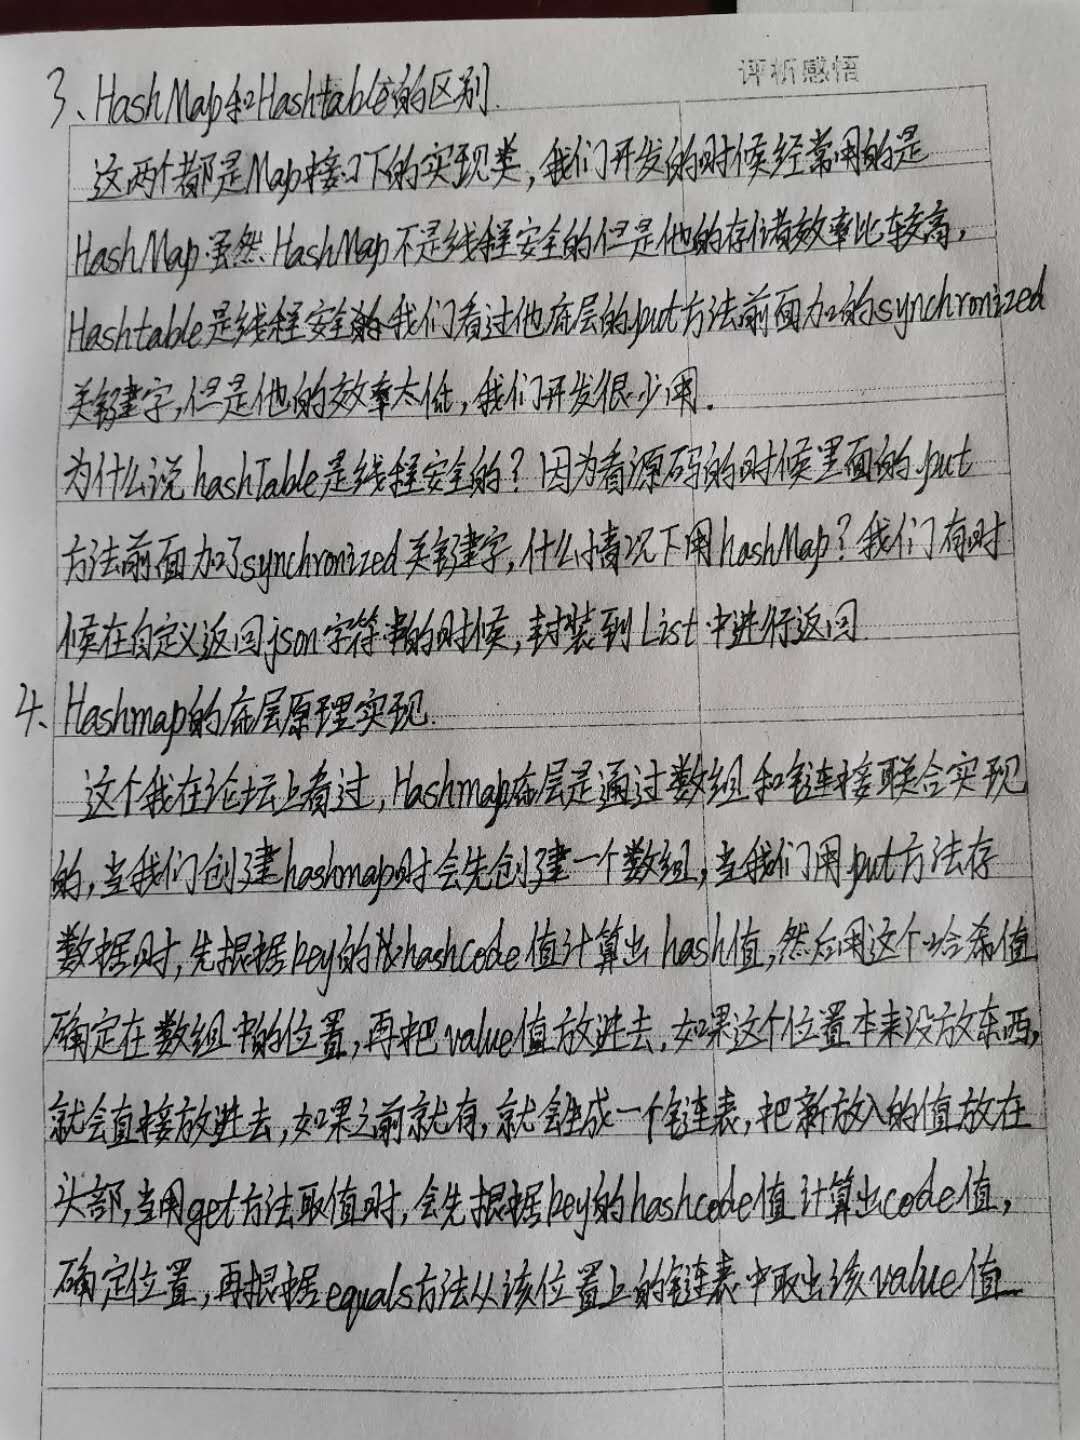 评析感悟
3、HashMap和Hashtable的区别.
这两个都是Map接口下的实现类,我们开发的时候经常用的是
HashMap.虽然HashMap不是线程安全的但是他的存储效率比较高,
Hashtable是线程安全的我们看过他底层的put方法前面加的synchronized
关键字,但是他的效率太低,我们开发很少用.
为什么说hashTable是线程安全的?因为看源码的时候里面的put
方法前面加了synchronized关键字,什么情况下用hashMap?我们有时
候在自定义返回json字符串的时候,封装到List中进行返回
4、Hashmap的底层原理实现.
这个我在论坛上看过,Hashmap底层是通过数组和链接联合实现
的,当我们创建hashmap时会先创建一个数组,当我们用put方法存
数据时,先根据key的hashcode值计算出hash值,然后用这个哈希值
确定在数组中的位置,再把value值放进去,如果这个位置本来没放东西,
就会直接放进去,如果之前就有,就会生成一个链表,把新放入的值放在
头部,当用get方法取值时,会先根据key的hashcode值计算出code值,
确定位置,再根据equals方法从该位置上的链表中取出该value值